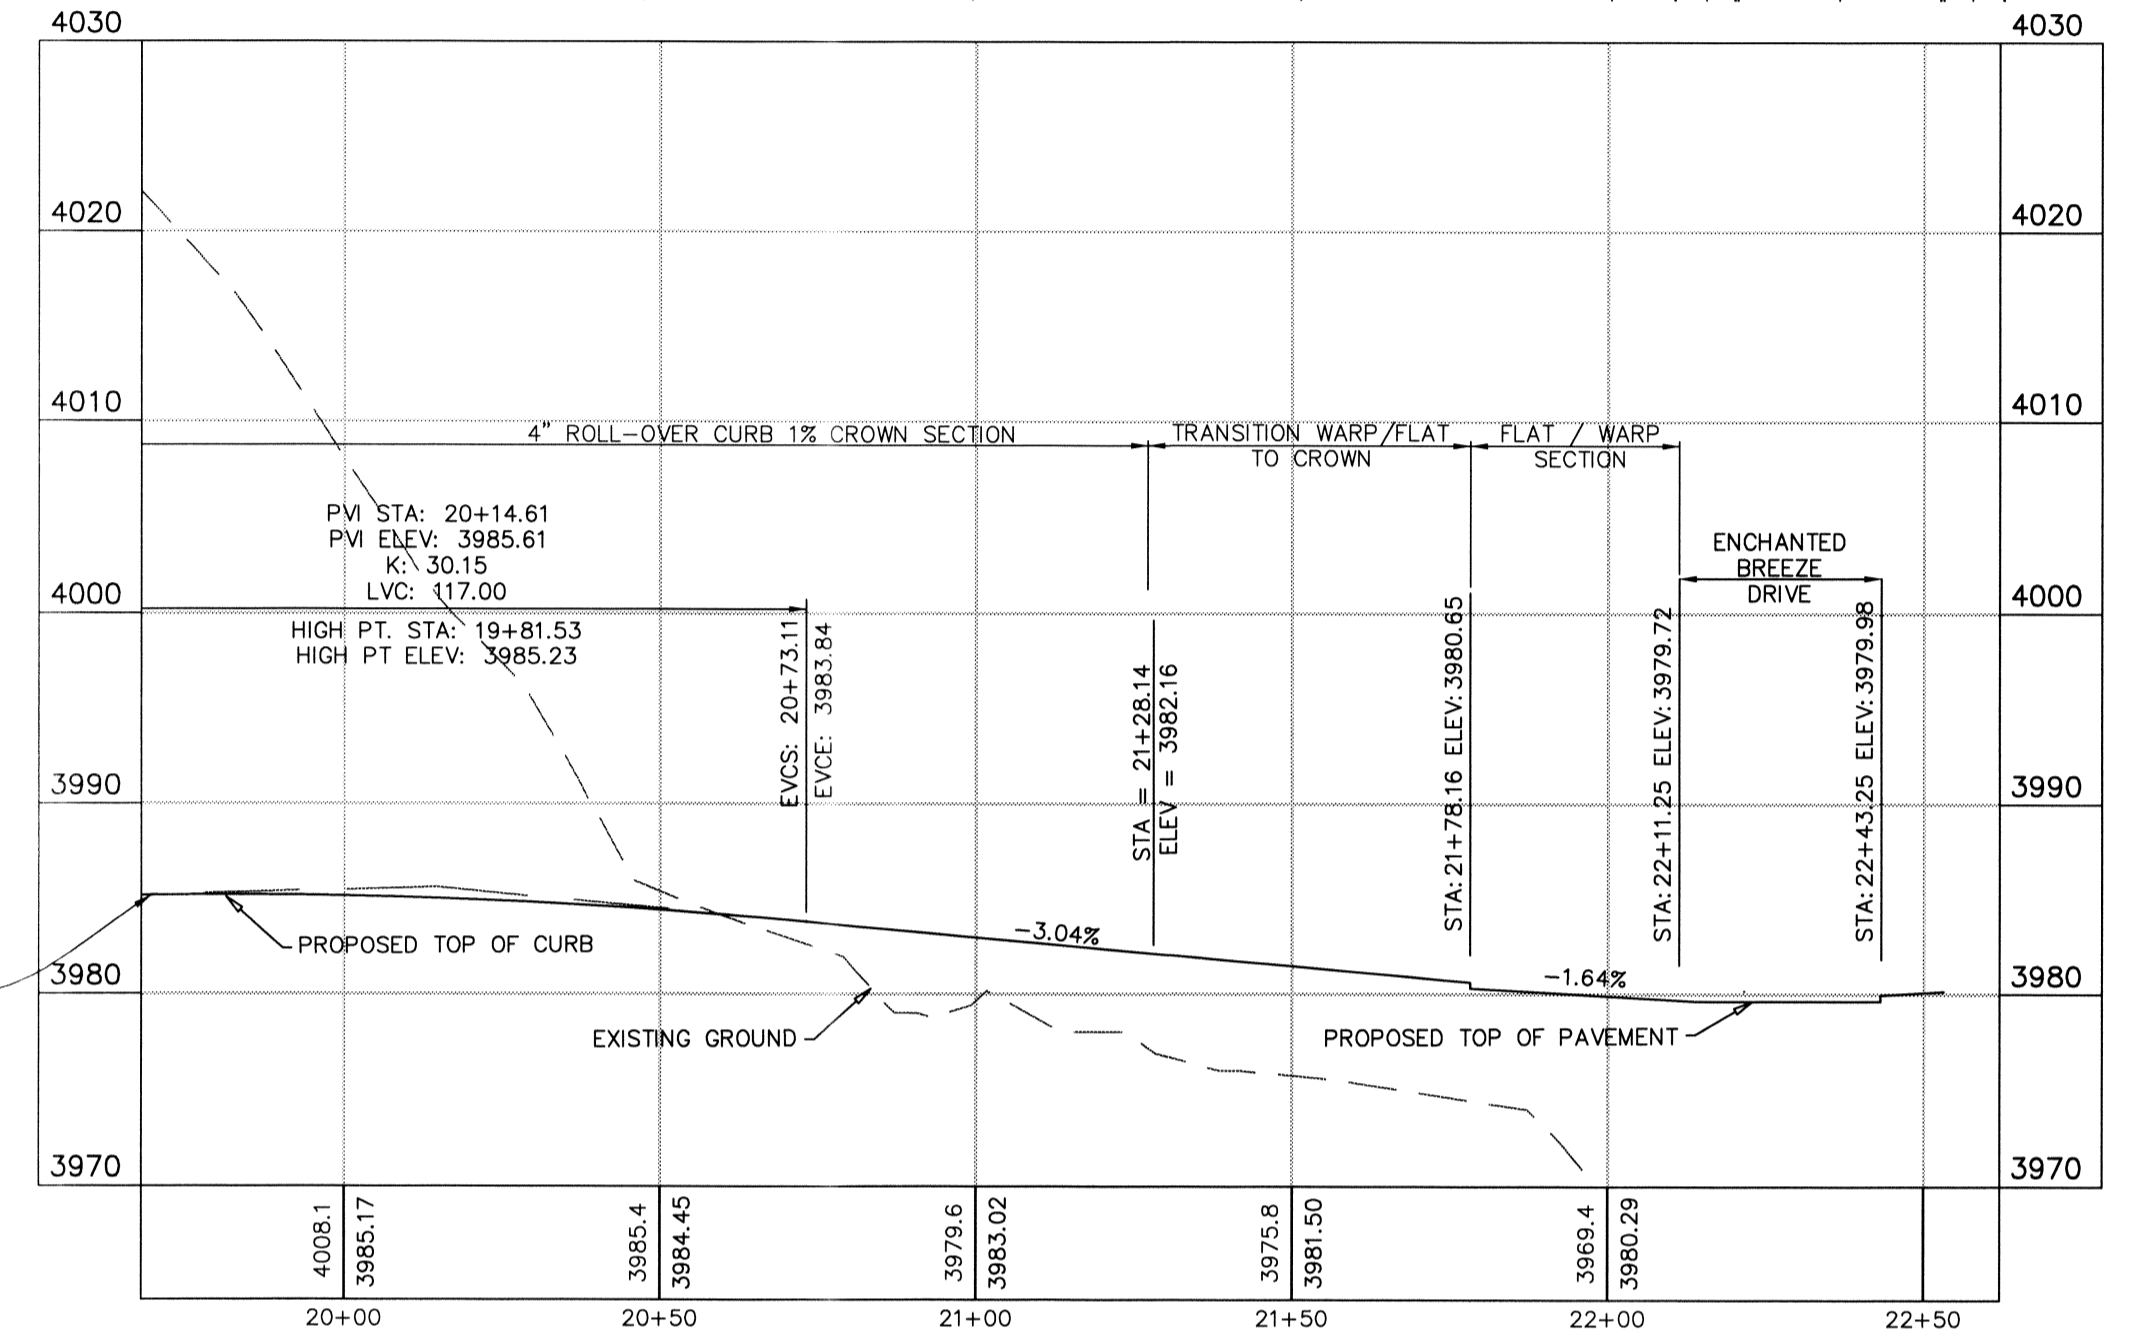 4030
4030
4020
4020
4010
4010
4" ROLL-OVER CURB 1% CROWN SECTION
TRANSITION WARP/FLAT
TO CROWN
FLAT / WARP
SECTION
PVI STA: 20+14.61
PVI ELEV: 3985.61
K: 30.15
LVC: 117.00
HIGH PT. STA: 19+81.53
HIGH PT ELEV: 3985.23
ENCHANTED
BREEZE
DRIVE
4000
4000
EVCS: 20+73.11
EVCE: 3983.84
STA = 21+28.14
ELEV = 3982.16
STA: 21+78.16 ELEV: 3980.65
STA: 22+11.25 ELEV: 3979.72
STA: 22+43.25 ELEV: 3979.98
3990
3990
-3.04%
-1.64%
PROPOSED TOP OF CURB
3980
3980
EXISTING GROUND
PROPOSED TOP OF PAVEMENT
3970
3970
4008.1
3985.17
3985.4
3984.45
3979.6
3983.02
3975.8
3981.50
3969.4
3980.29
20+00
20+50
21+00
21+50
22+00
22+50